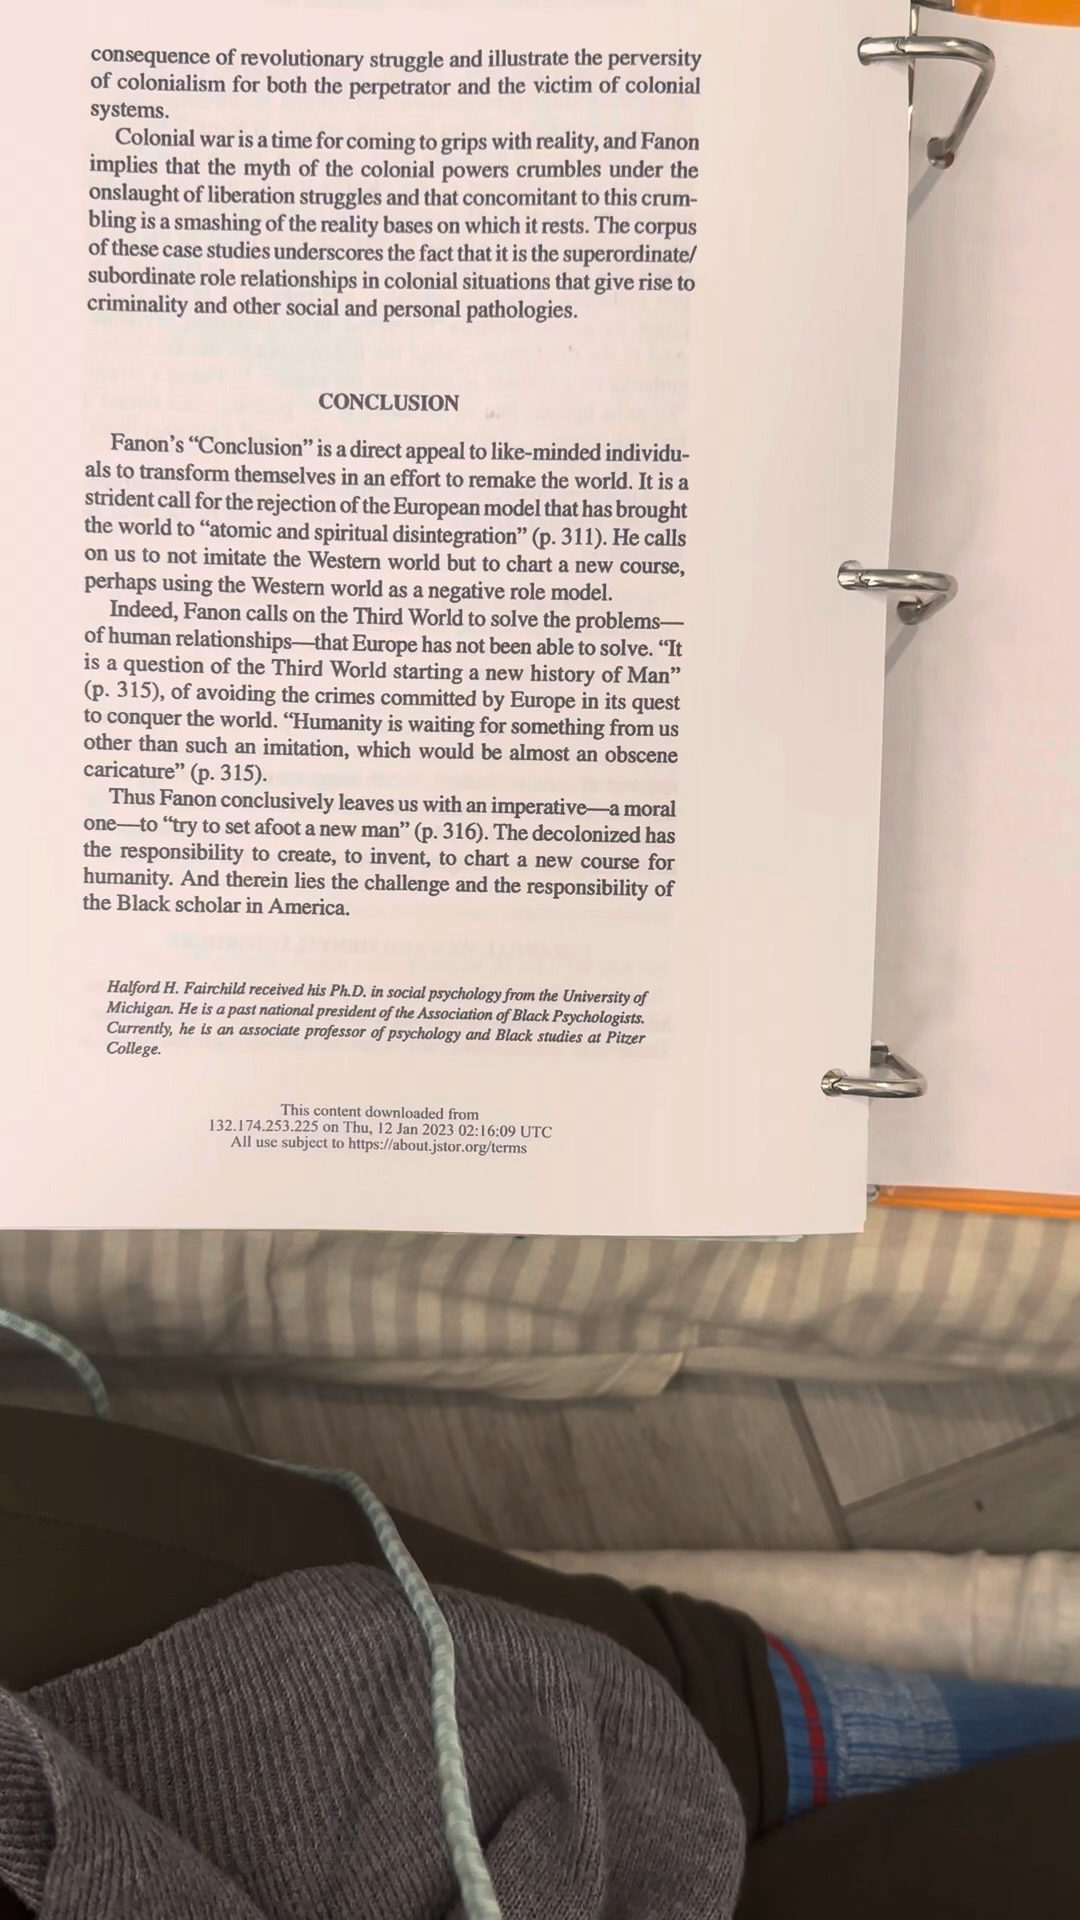 consequence of revolutionary struggle and illustrate the perversity
of colonialism for both the perpetrator and the victim of colonial
systems.
Colonial war is a time for coming to grips with reality, and Fanon
implies that the myth of the colonial powers crumbles under the
onslaught of liberation struggles and that concomitant to this crum-
bling is a smashing of the reality bases on which it rests. The corpus
of these case studies underscores the fact that it is the superordinate/
subordinate role relationships in colonial situations that give rise to
criminality and other social and personal pathologies.
CONCLUSION
Fanon’s “Conclusion” is a direct appeal to like-minded individu-
als to transform themselves in an effort to remake the world. It is a
strident call for the rejection of the European model that has brought
the world to “atomic and spiritual disintegration” (p. 311). He calls
on us to not imitate the Western world but to chart a new course,
perhaps using the Western world as a negative role model.
Indeed, Fanon calls on the Third World to solve the problems—
of human relationships—that Europe has not been able to solve. “It
is a question of the Third World starting a new history of Man”
(p. 315), of avoiding the crimes committed by Europe in its quest
to conquer the world. “Humanity is waiting for something from us
other than such an imitation, which would be almost an obscene
caricature” (p. 315).
Thus Fanon conclusively leaves us with an imperative—a moral
one—to “try to set afoot a new man” (p. 316). The decolonized has
the responsibility to create, to invent, to chart a new course for
humanity. And therein lies the challenge and the responsibility of
the Black scholar in America.
Halford H. Fairchild received his Ph.D. in social psychology from the University of
Michigan. He is a past national president of the Association of Black Psychologists.
Currently, he is an associate professor of psychology and Black studies at Pitzer
College.
This content downloaded from
132.174.253.225 on Thu, 12 Jan 2023 02:16:09 UTC
All use subject to https://about.jstor.org/terms